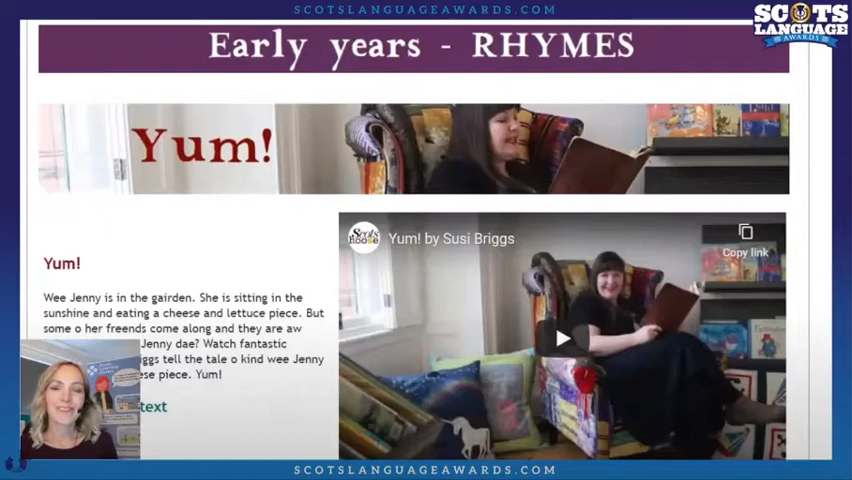 SCOTSLANGUAGEAWARDS.COM
SCOTS
LANGUAGE
AWARDS
Early years - RHYMES
Yum!
Scots
Hoose
Yum! by Susi Briggs
Copy link
Yum!
Wee Jenny is in the gairden. She is sitting in the
sunshine and eating a cheese and lettuce piece. But
some o her freends come along and they are aw
Jenny dae? Watch fantastic
iggs tell the tale o kind wee Jenny
ese piece. Yum!
text
SCOTSLANGUAGEAWARDS.COM